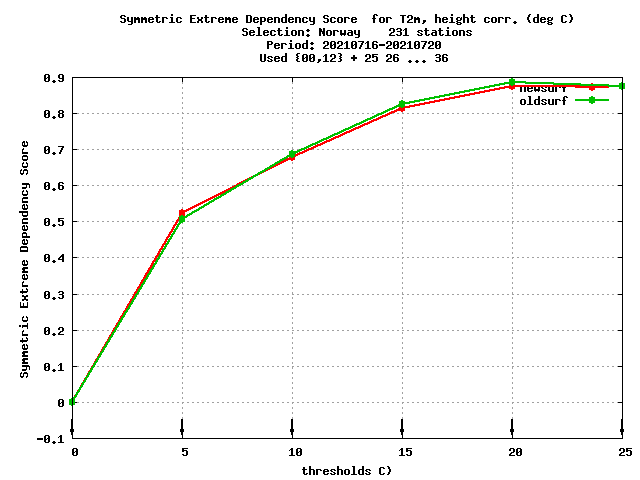 Symmetric Extreme Dependency Score  for T2m, height corr. (deg C)
Selection: Norway    231 stations
Period: 20210716-20210720
Used {00,12} + 25 26 ... 36
Symmetric Extreme Dependency Score
0.9
0.8
0.7
0.6
0.5
0.4
0.3
0.2
0.1
0
-0.1
newsurf
oldsurf
0
5
10
15
20
25
thresholds C)